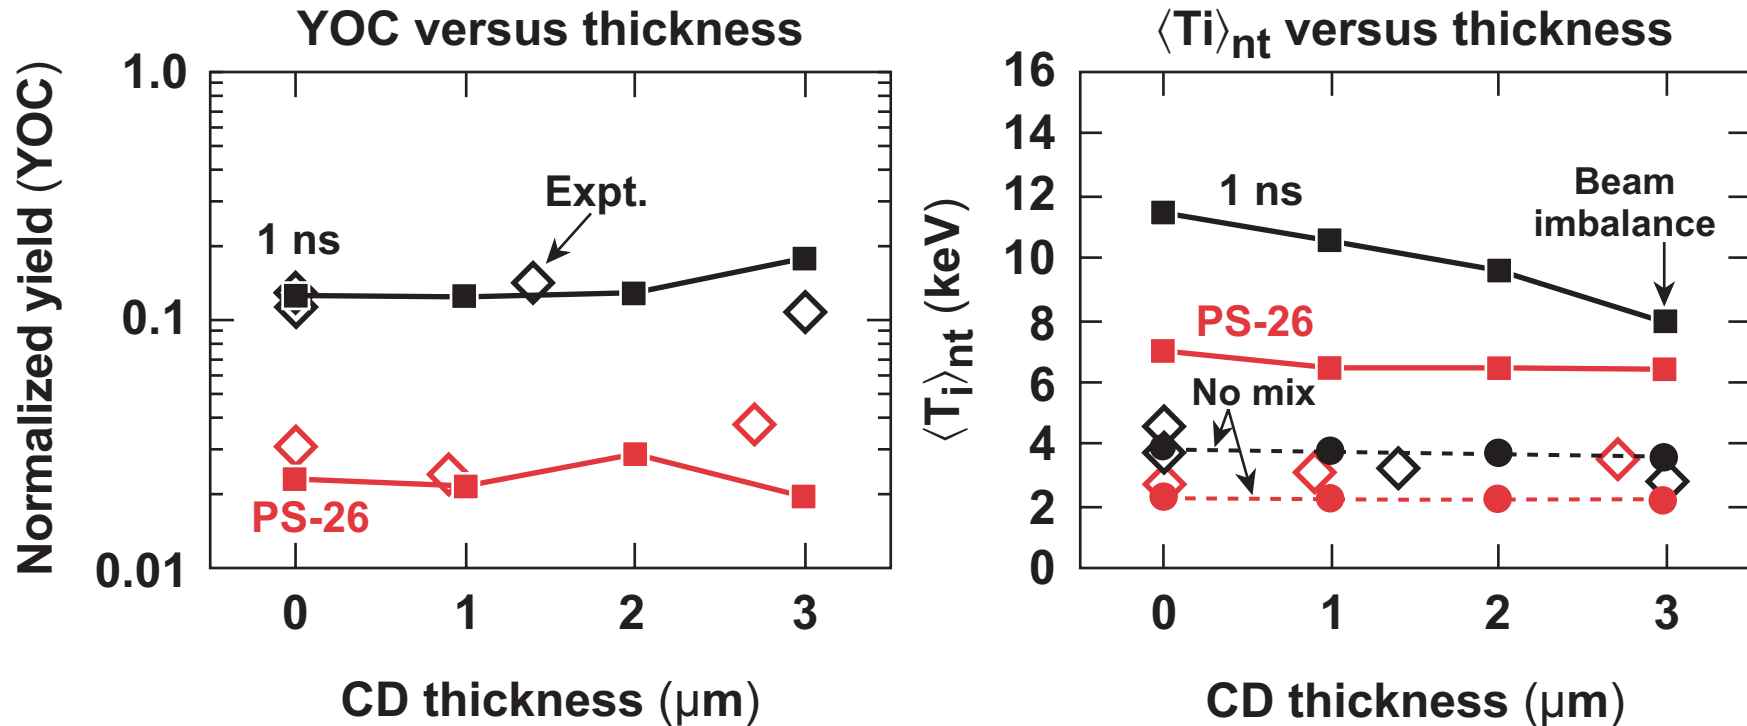 YOC versus thickness
Normalized yield (YOC)
1.0
0.1
0.01
1 ns
Expt.
PS-26
0 1 2 3
CD thickness (µm)
⟨Ti⟩nt versus thickness
⟨Ti⟩nt (keV)
16
14
12
10
8
6
4
2
0
1 ns
Beam
imbalance
PS-26
No mix
0 1 2 3
CD thickness (µm)